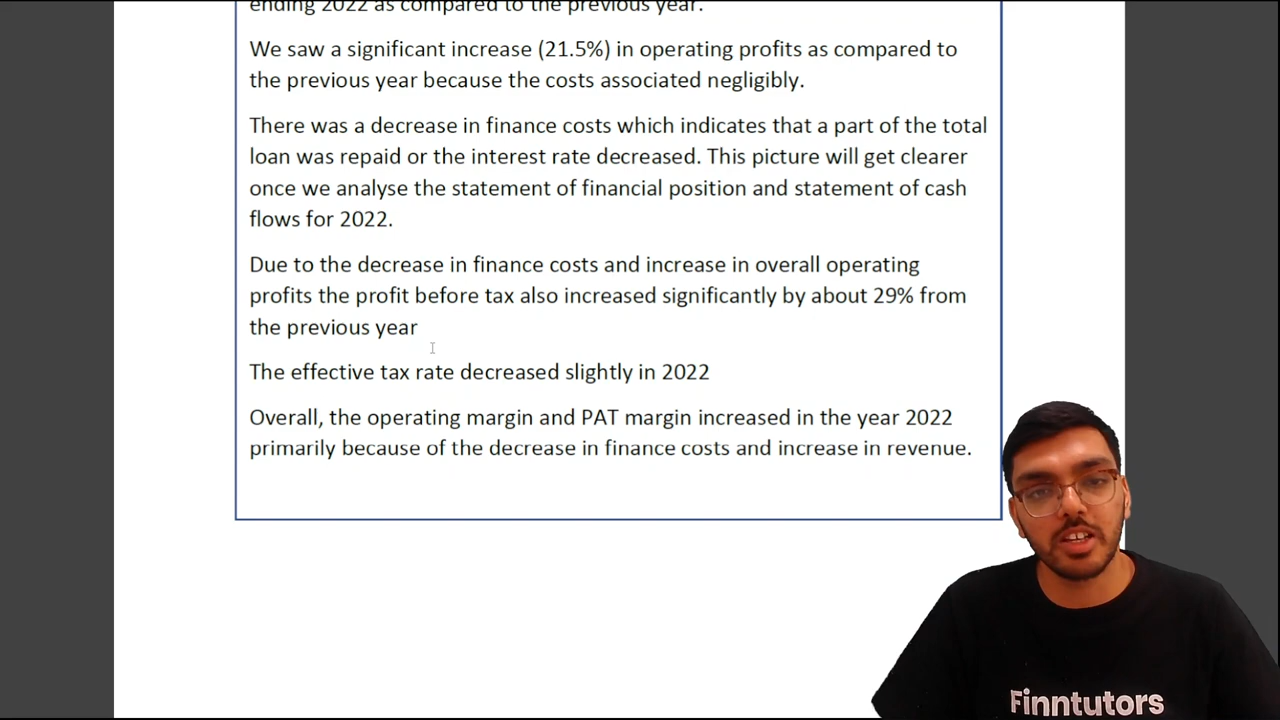 ending 2022 as compared to the previous year.
We saw a significant increase (21.5%) in operating profits as compared to
the previous year because the costs associated negligibly.
There was a decrease in finance costs which indicates that a part of the total
loan was repaid or the interest rate decreased. This picture will get clearer
once we analyse the statement of financial position and statement of cash
flows for 2022.
Due to the decrease in finance costs and increase in overall operating
profits the profit before tax also increased significantly by about 29% from
the previous year
The effective tax rate decreased slightly in 2022
Overall, the operating margin and PAT margin increased in the year 2022
primarily because of the decrease in finance costs and increase in revenue.
Finntutors